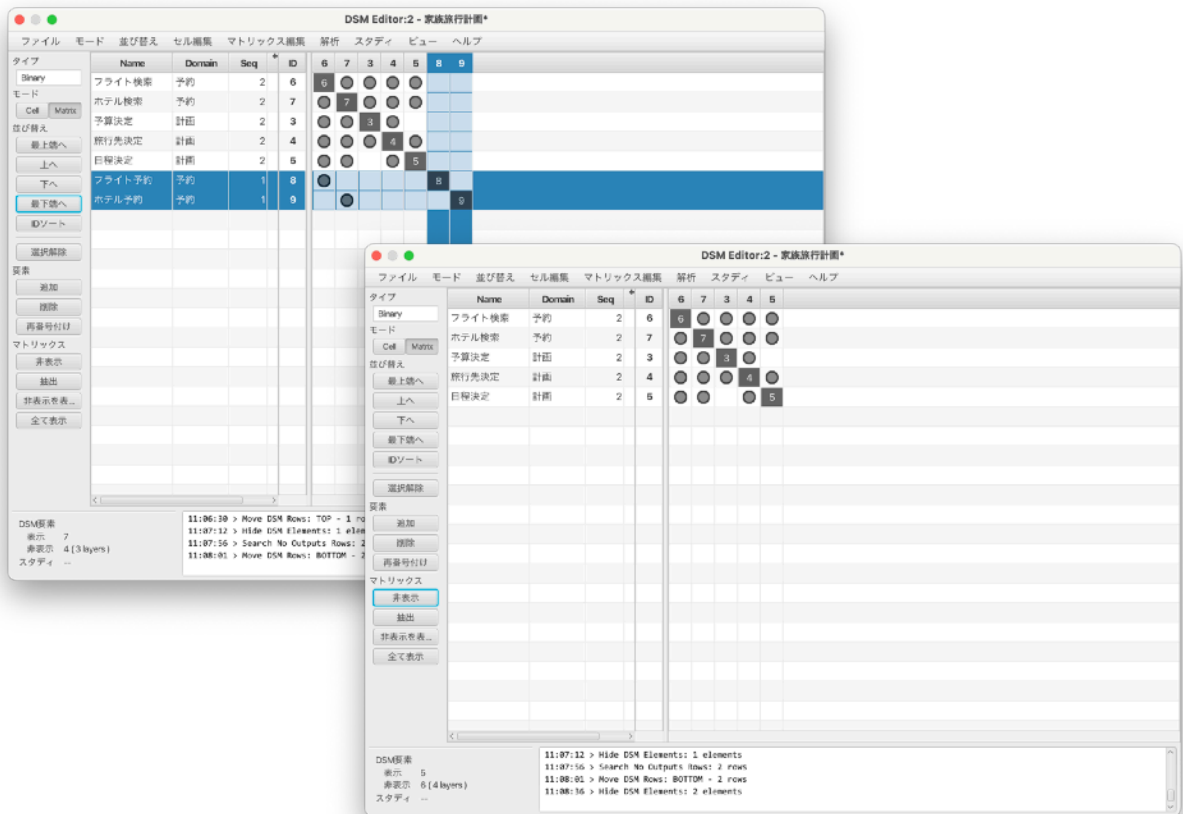 DSM Editor:2 - 家族旅行計画*
ファイル モード 並び替え セル編集 マトリックス編集 解析 スタディ ビュー ヘルプ
タイプ
Binary
モード
Cell Matrix
並び替え
最上端へ
上へ
下へ
最下端へ
IDソート
選択解除
要素
追加
削除
再番号付け
マトリックス
非表示
抽出
非表示を表...
全て表示
Name Domain Seq ID 6 7 3 4 5 8 9
フライト検索 予約 2 6 6
ホテル検索 予約 2 7 7
予算決定 計画 2 3 3
旅行先決定 計画 2 4 4
日程決定 計画 2 5 5
フライト予約 予約 1 8 8
ホテル予約 予約 1 9 9
DSM要素
表示 7
非表示 4 ( 3 layers )
スタディ --
11:06:30 > Move DSM Rows: TOP - 1 ro
11:07:12 > Hide DSM Elements: 1 elem
11:07:56 > Search No Outputs Rows: 2
11:08:01 > Move DSM Rows: BOTTOM - 2
DSM Editor:2 - 家族旅行計画*
ファイル モード 並び替え セル編集 マトリックス編集 解析 スタディ ビュー ヘルプ
タイプ
Binary
モード
Cell Matrix
並び替え
最上端へ
上へ
下へ
最下端へ
IDソート
選択解除
要素
追加
削除
再番号付け
マトリックス
非表示
抽出
非表示を表...
全て表示
Name Domain Seq ID 6 7 3 4 5
フライト検索 予約 2 6 6
ホテル検索 予約 2 7 7
予算決定 計画 2 3 3
旅行先決定 計画 2 4 4
日程決定 計画 2 5 5
DSM要素
表示 5
非表示 6 ( 4 layers )
スタディ --
11:07:12 > Hide DSM Elements: 1 elements
11:07:56 > Search No Outputs Rows: 2 rows
11:08:01 > Move DSM Rows: BOTTOM - 2 rows
11:08:36 > Hide DSM Elements: 2 elements